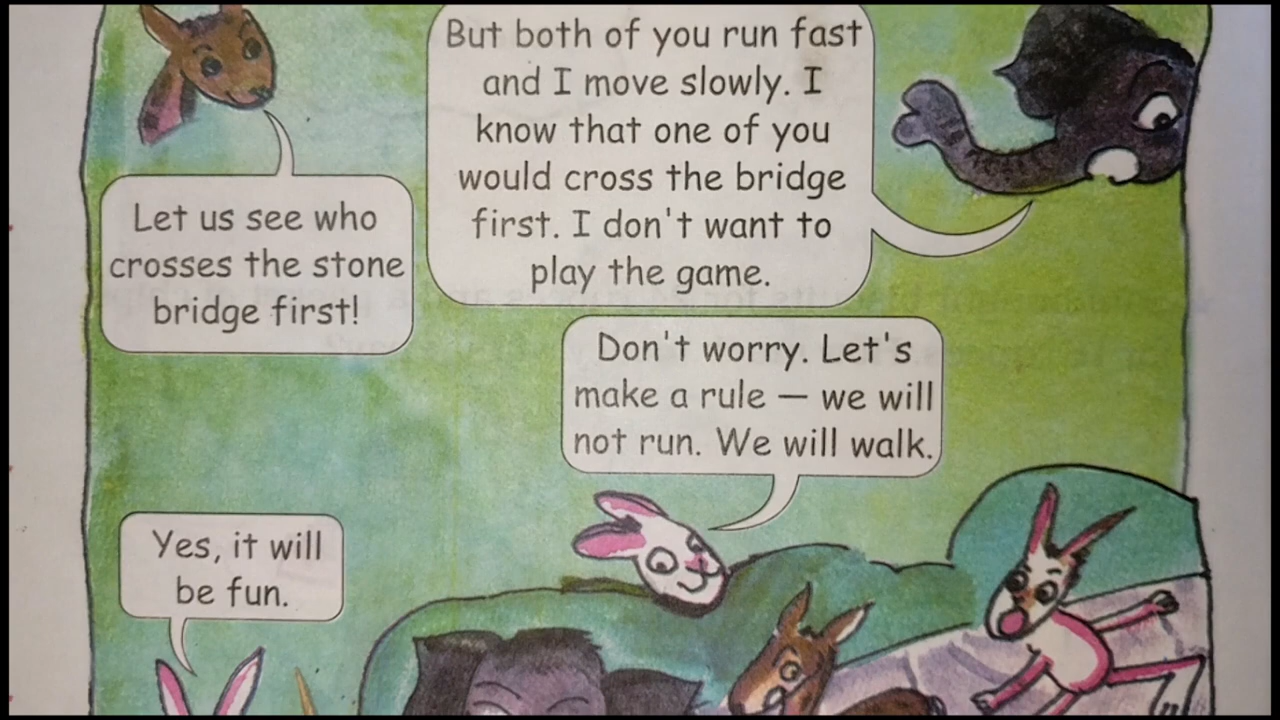 Let us see who
crosses the stone
bridge first!
But both of you run fast
and I move slowly. I
know that one of you
would cross the bridge
first. I don't want to
play the game.
Don't worry. Let's
make a rule — we will
not run. We will walk.
Yes, it will
be fun.